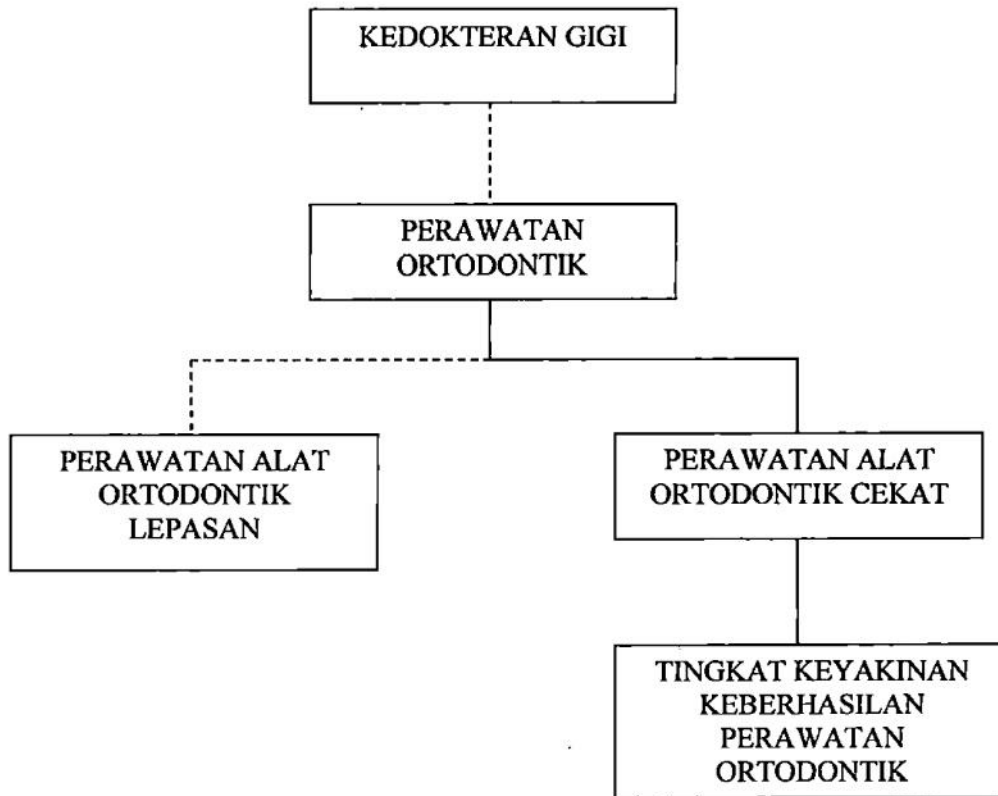 KEDOKTERAN GIGI
PERAWATAN
ORTODONTIK
PERAWATAN ALAT
ORTODONTIK
LEPASAN
PERAWATAN ALAT
ORTODONTIK CEKAT
TINGKAT KEYAKINAN
KEBERHASILAN
PERAWATAN
ORTODONTIK